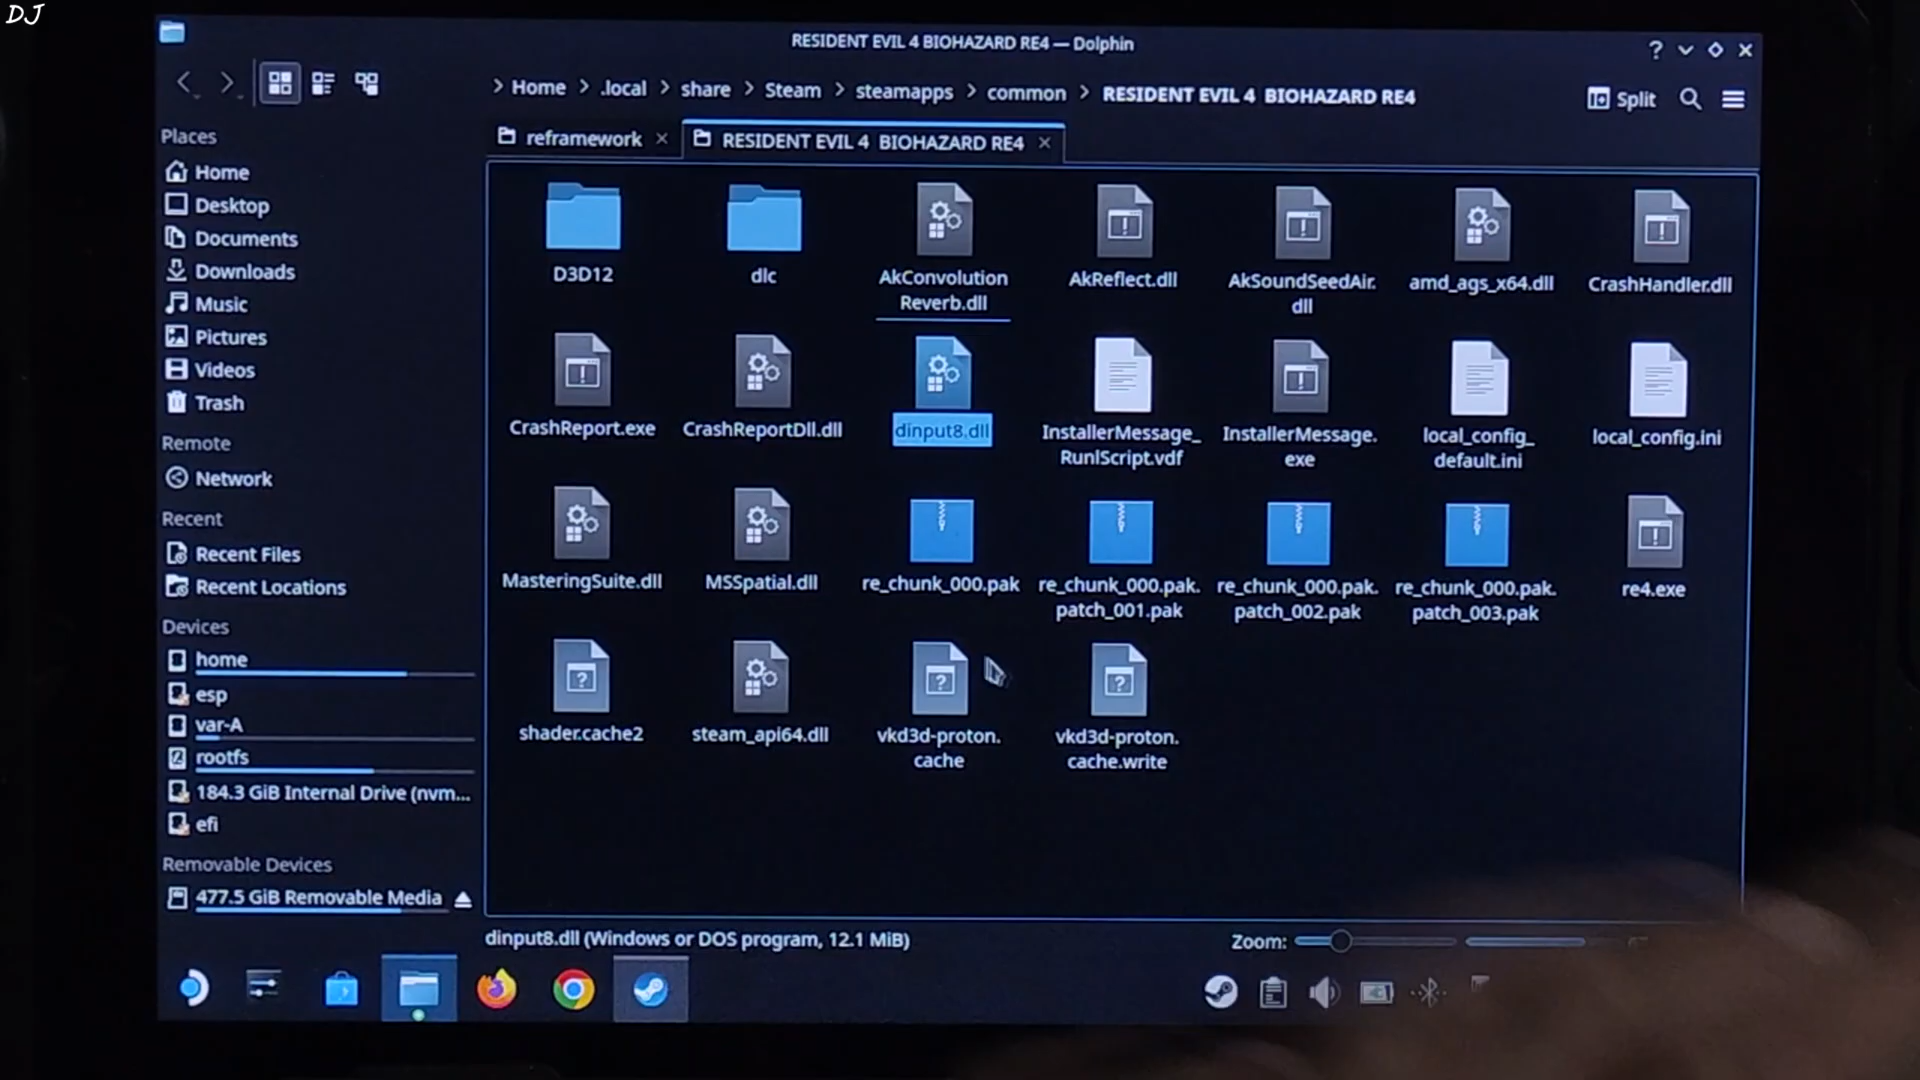 DJ
RESIDENT EVIL 4 BIOHAZARD RE4 — Dolphin
Home
.local
share
Steam
steamapps
common
RESIDENT EVIL 4  BIOHAZARD RE4
Split
reframework
RESIDENT EVIL 4  BIOHAZARD RE4
Places
Home
Desktop
Documents
Downloads
Music
Pictures
Videos
Trash
Remote
Network
Recent
Recent Files
Recent Locations
Devices
home
esp
var-A
rootfs
184.3 GiB Internal Drive (nvm...
efi
Removable Devices
477.5 GiB Removable Media
D3D12
dlc
AkConvolution
Reverb.dll
AkReflect.dll
AkSoundSeedAir.
dll
amd_ags_x64.dll
CrashHandler.dll
CrashReport.exe
CrashReportDll.dll
dinput8.dll
InstallerMessage_
RunIScript.vdf
InstallerMessage.
exe
local_config_
default.ini
local_config.ini
MasteringSuite.dll
MSSpatial.dll
re_chunk_000.pak
re_chunk_000.pak.
patch_001.pak
re_chunk_000.pak.
patch_002.pak
re_chunk_000.pak.
patch_003.pak
re4.exe
shader.cache2
steam_api64.dll
vkd3d-proton.
cache
vkd3d-proton.
cache.write
dinput8.dll (Windows or DOS program, 12.1 MiB)
Zoom: